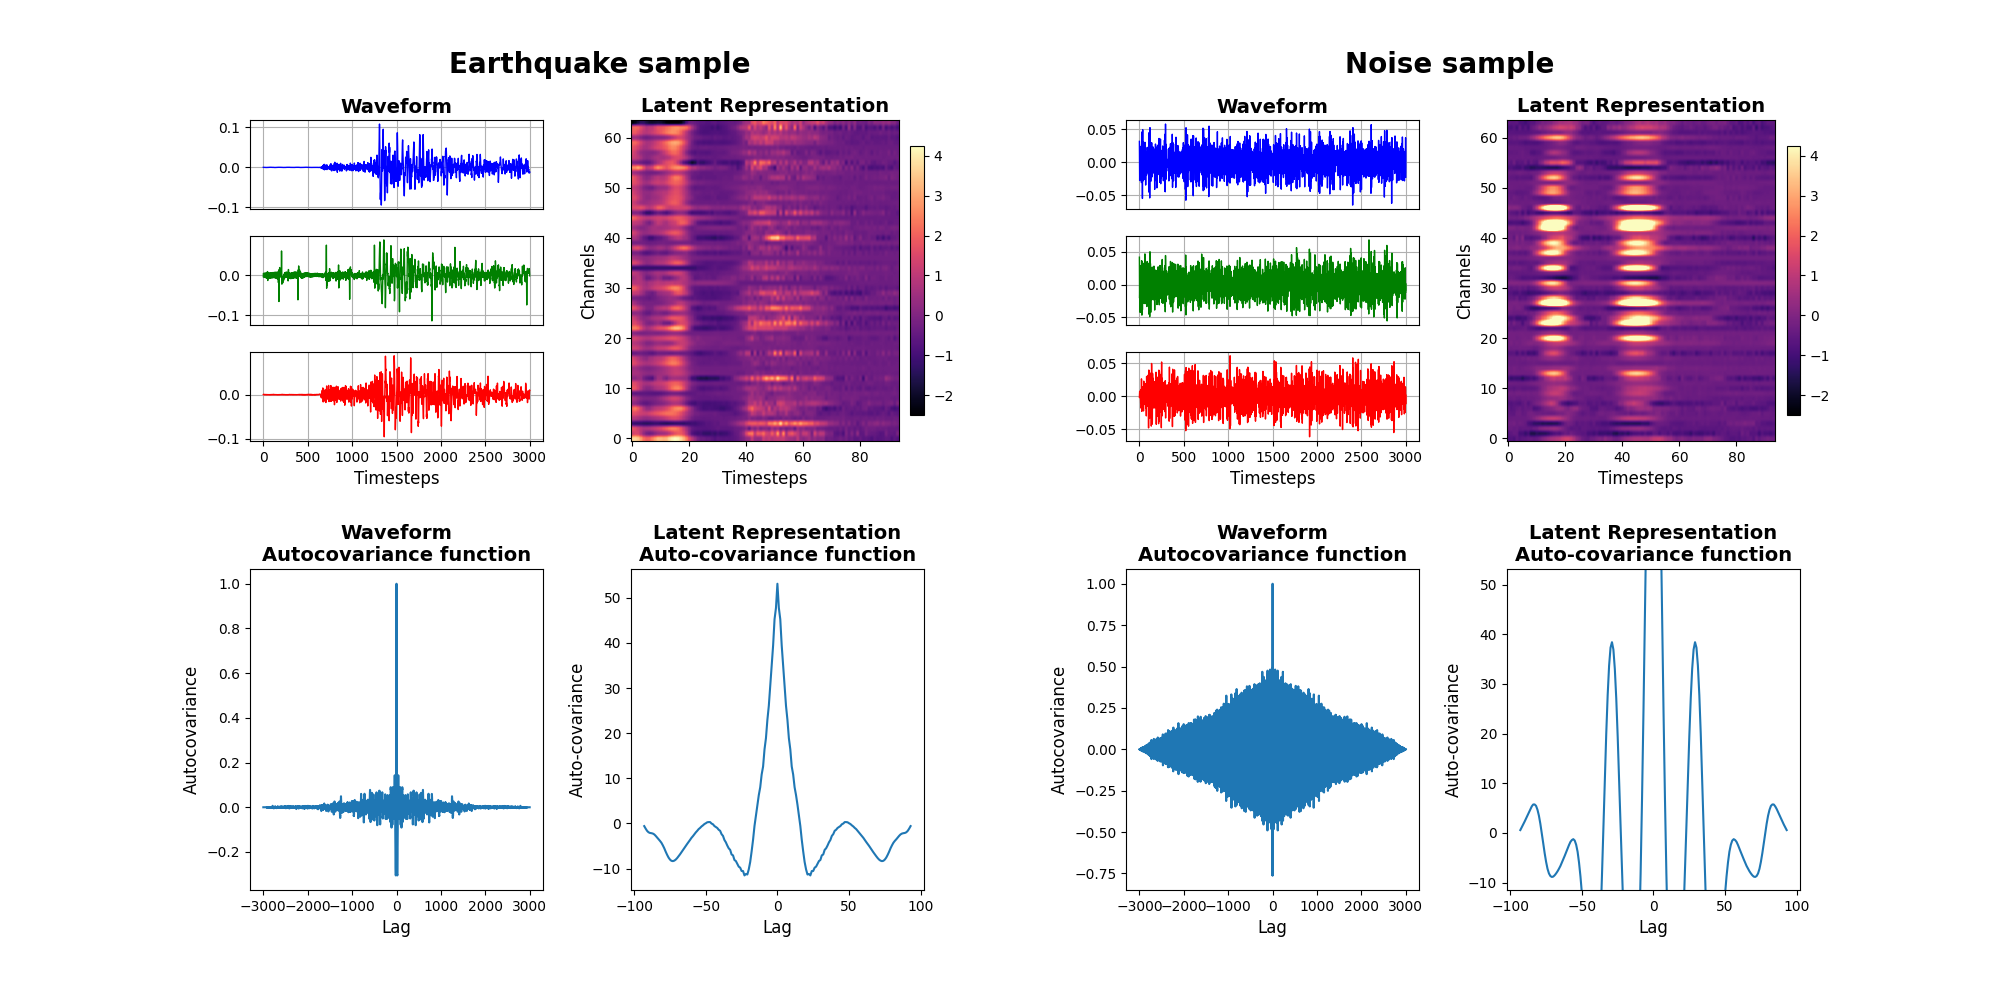 Earthquake sample
Noise sample
Waveform
Latent Representation
Waveform
Latent Representation
0.1
0.0
−0.1
0.0
−0.1
0.0
−0.1
0 500 1000 1500 2000 2500 3000
Timesteps
Channels
60
50
40
30
20
10
0
0 20 40 60 80
Timesteps
4
3
2
1
0
−1
−2
0.05
0.00
−0.05
0.05
0.00
−0.05
0.05
0.00
−0.05
0 500 1000 1500 2000 2500 3000
Timesteps
Channels
60
50
40
30
20
10
0
0 20 40 60 80
Timesteps
4
3
2
1
0
−1
−2
Waveform
Autocovariance function
Autocovariance
1.0
0.8
0.6
0.4
0.2
0.0
−0.2
−3000 −2000 −1000 0 1000 2000 3000
Lag
Latent Representation
Auto-covariance function
Auto-covariance
50
40
30
20
10
0
−10
−100 −50 0 50 100
Lag
Waveform
Autocovariance function
Autocovariance
1.00
0.75
0.50
0.25
0.00
−0.25
−0.50
−0.75
−3000 −2000 −1000 0 1000 2000 3000
Lag
Latent Representation
Auto-covariance function
Auto-covariance
50
40
30
20
10
0
−10
−100 −50 0 50 100
Lag